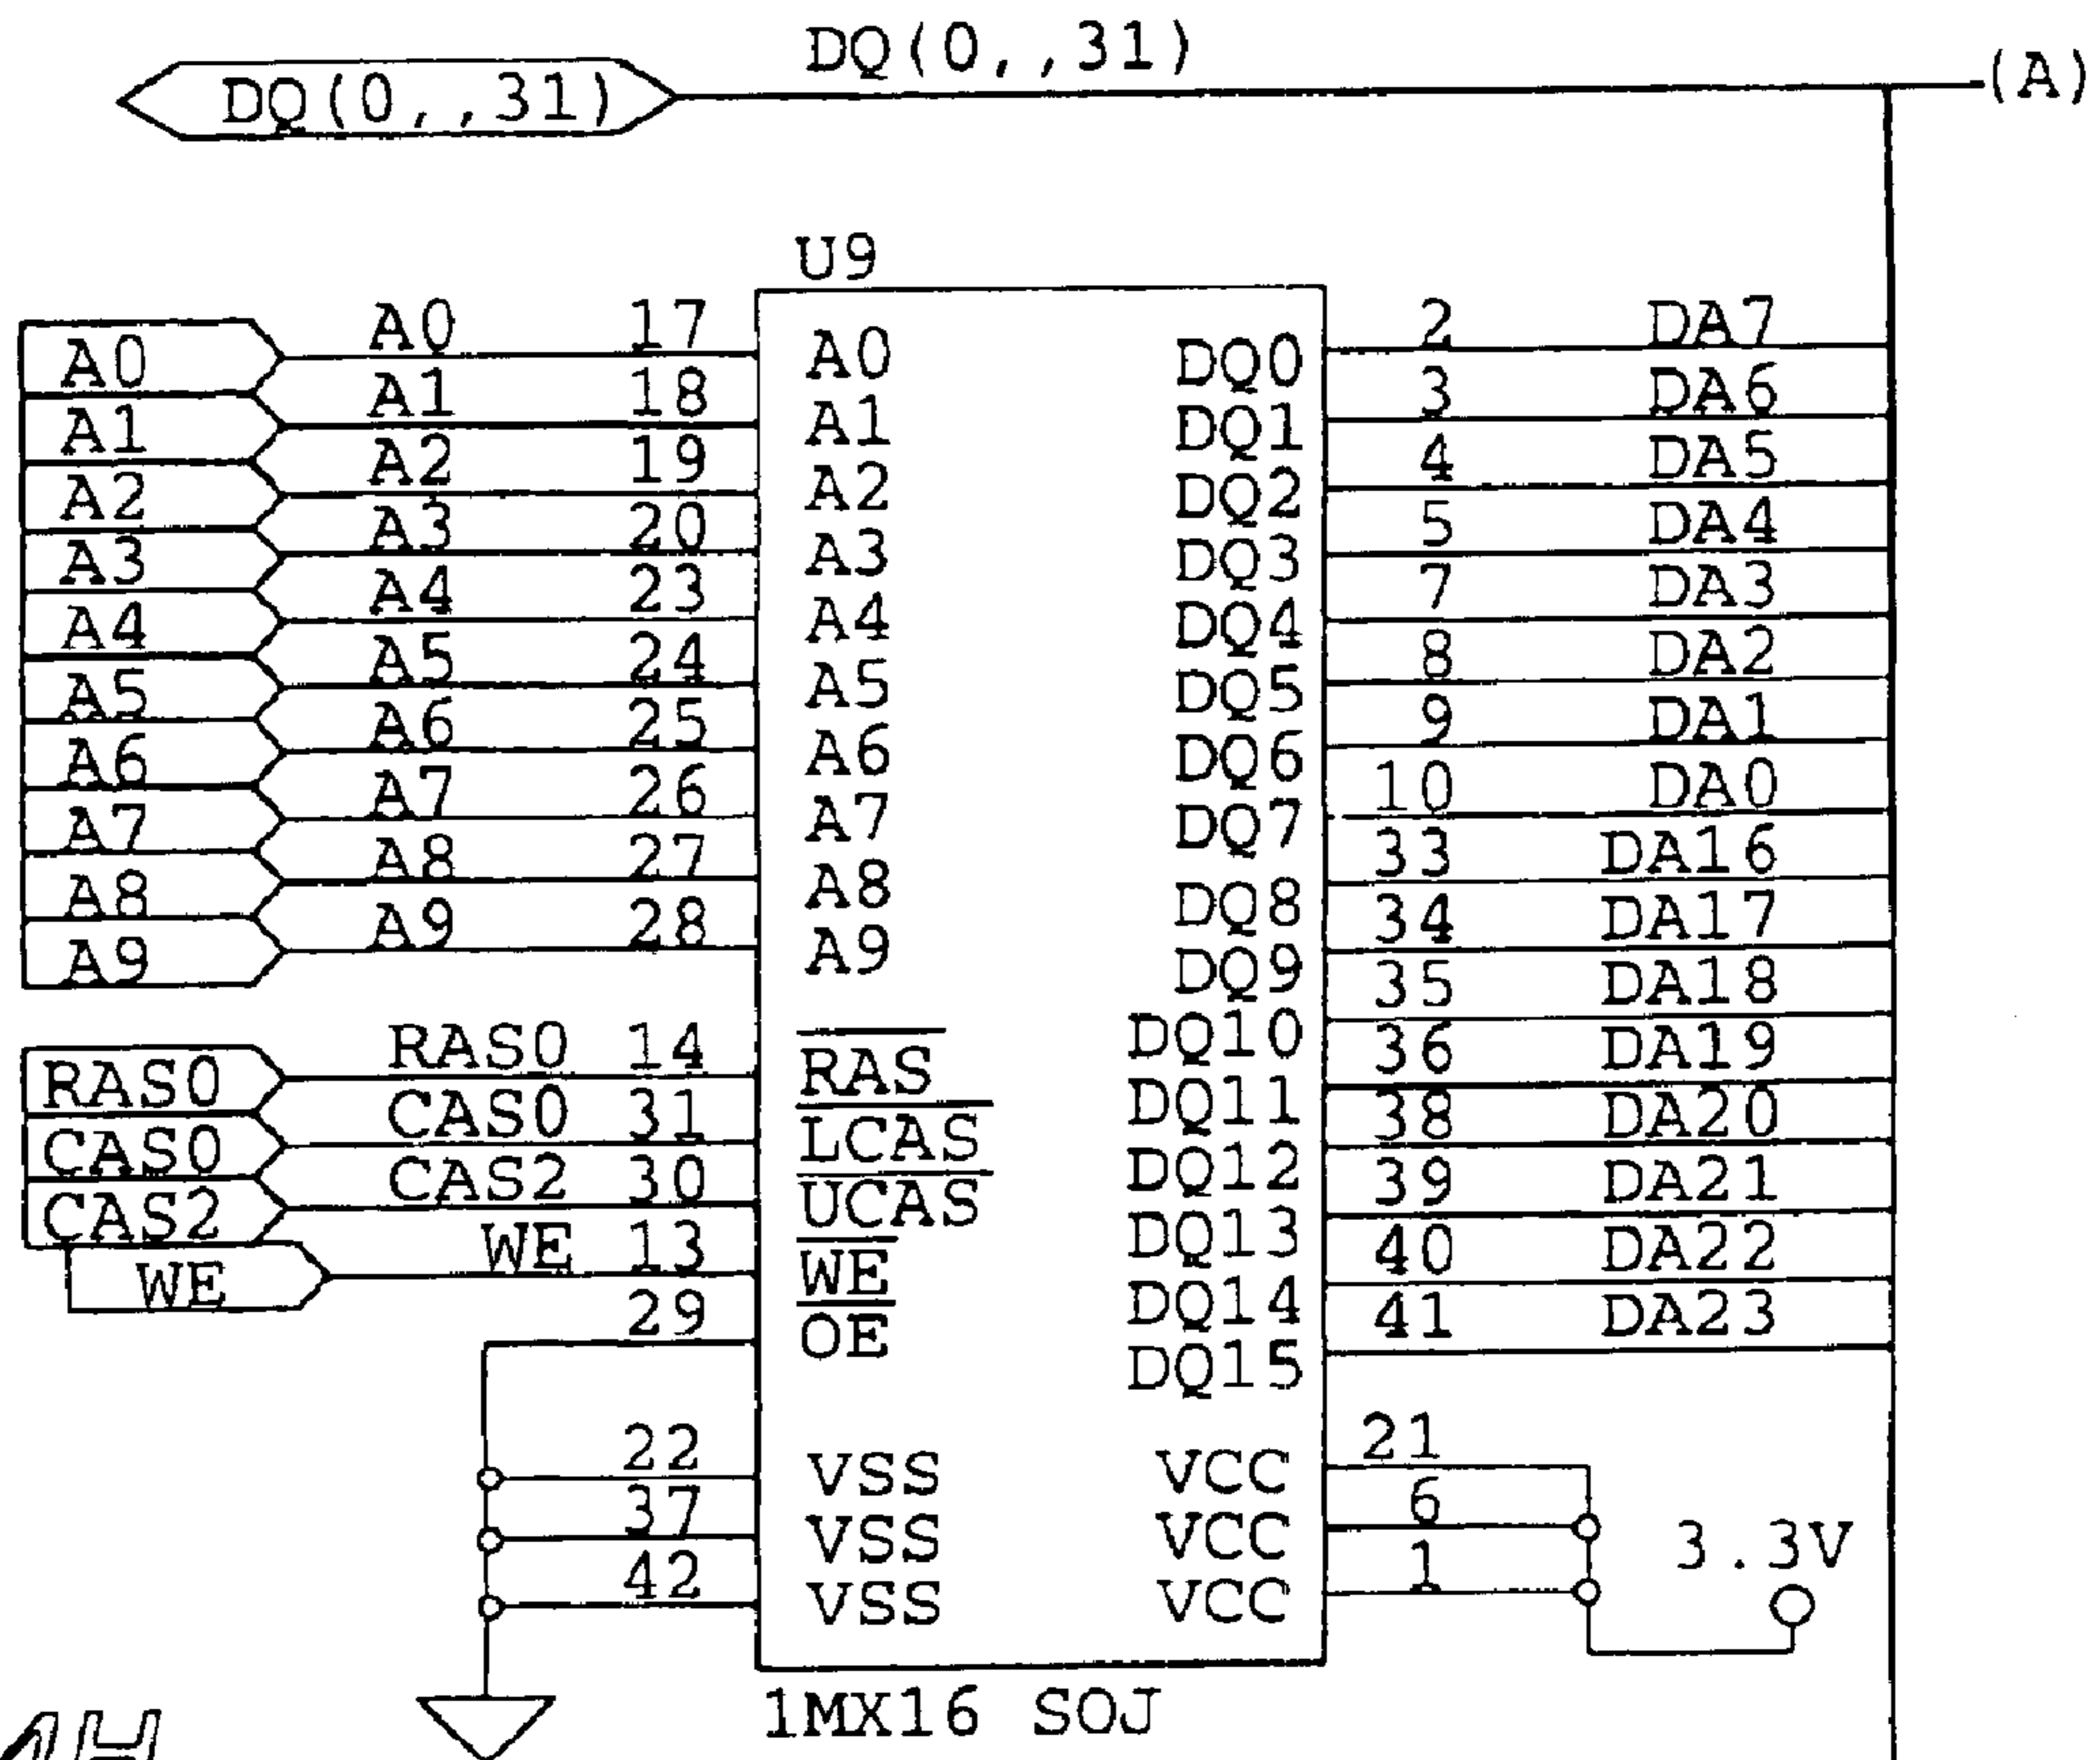 DQ(0,,31)
DQ(0,,31)
(A)
U9
A0 A0 17 A0 DQ0 2 DA7
A1 A1 18 A1 DQ1 3 DA6
A2 A2 19 A2 DQ2 4 DA5
A3 A3 20 A3 DQ3 5 DA4
A4 A4 23 A4 DQ4 7 DA3
A5 A5 24 A5 DQ5 8 DA2
A6 A6 25 A6 DQ6 9 DA1
A7 A7 26 A7 DQ7 10 DA0
A8 A8 27 A8 DQ8 33 DA16
A9 A9 28 A9 DQ9 34 DA17
DQ10 35 DA18
RAS0 RAS0 14 RAS DQ11 36 DA19
CAS0 CAS0 31 LCAS DQ12 38 DA20
CAS2 CAS2 30 UCAS DQ13 39 DA21
WE WE 13 WE DQ14 40 DA22
29 OE DQ15 41 DA23
22 VSS VCC 21
37 VSS VCC 6
42 VSS VCC 1
3.3V
1MX16 SOJ